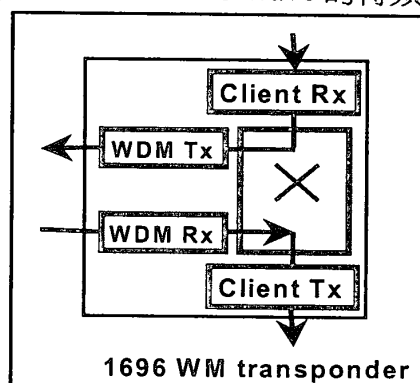 Client Rx
WDM Tx
WDM Rx
Client Tx
1696 WM transponder